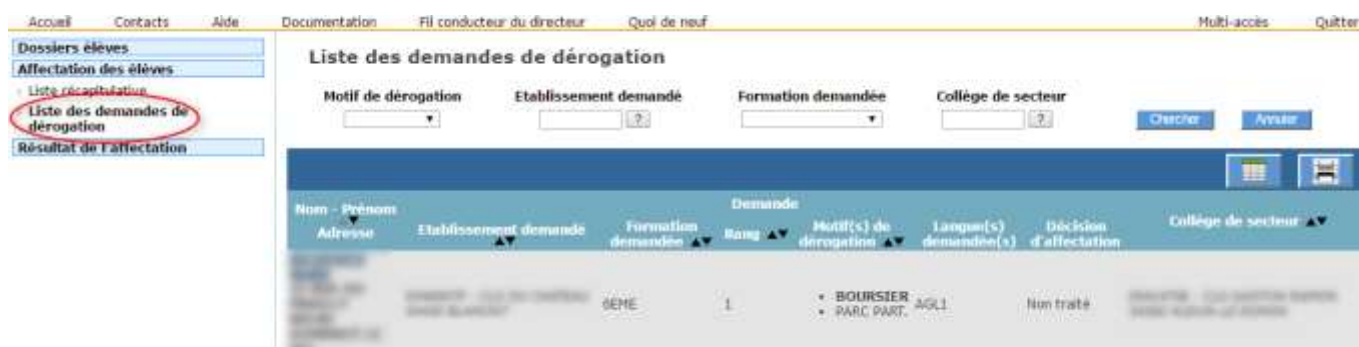 Accueil Contacts Aide Documentation Fil conducteur du directeur Quoi de neuf Multi-accès Quitter
Dossiers élèves
Affectation des élèves
Liste récapitulative
Liste des demandes de
dérogation
Résultat de l'affectation
Liste des demandes de dérogation
Motif de dérogation Etablissement demandé Formation demandée Collège de secteur
? ? Chercher Annuler
Demande
Nom - Prénom
Adresse
Etablissement demandé
Formation
demandée
Rang
Motif(s) de
dérogation
Langue(s)
demandée(s)
Décision
d'affectation
Collège de secteur
6EME 1 • BOURSIER AGL1 Non traité
• PARC PART.